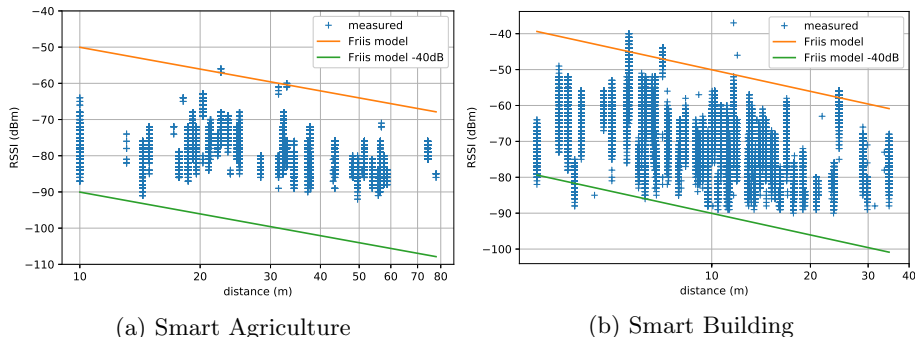 −40
−50
−60
−70
−80
−90
−100
−110
RSSI (dBm)
measured
Friis model
Friis model -40dB
10 20 30 40 50 60 70 80
distance (m)
(a) Smart Agriculture
−40
−50
−60
−70
−80
−90
−100
RSSI (dBm)
measured
Friis model
Friis model -40dB
10 20 30 40
distance (m)
(b) Smart Building